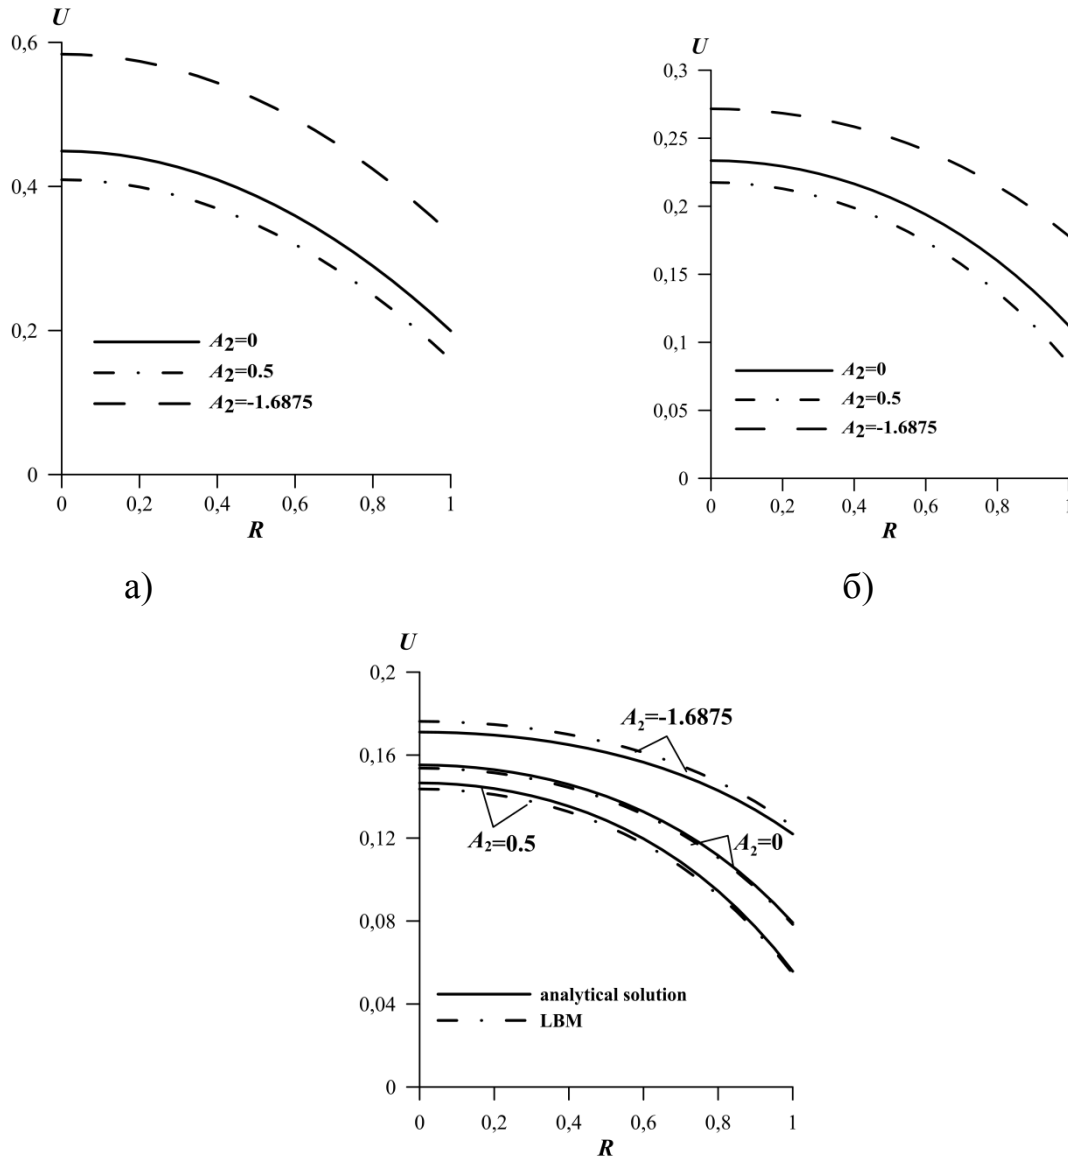 U
0,6
0,4
0,2
0
A2=0
A2=0.5
A2=-1.6875
0 0,2 0,4 0,6 0,8 1
R
а)
U
0,3
0,25
0,2
0,15
0,1
0,05
0
A2=0
A2=0.5
A2=-1.6875
0 0,2 0,4 0,6 0,8 1
R
б)
U
0,2
0,16
0,12
0,08
0,04
0
A2=-1.6875
A2=0.5
A2=0
analytical solution
LBM
0 0,2 0,4 0,6 0,8 1
R